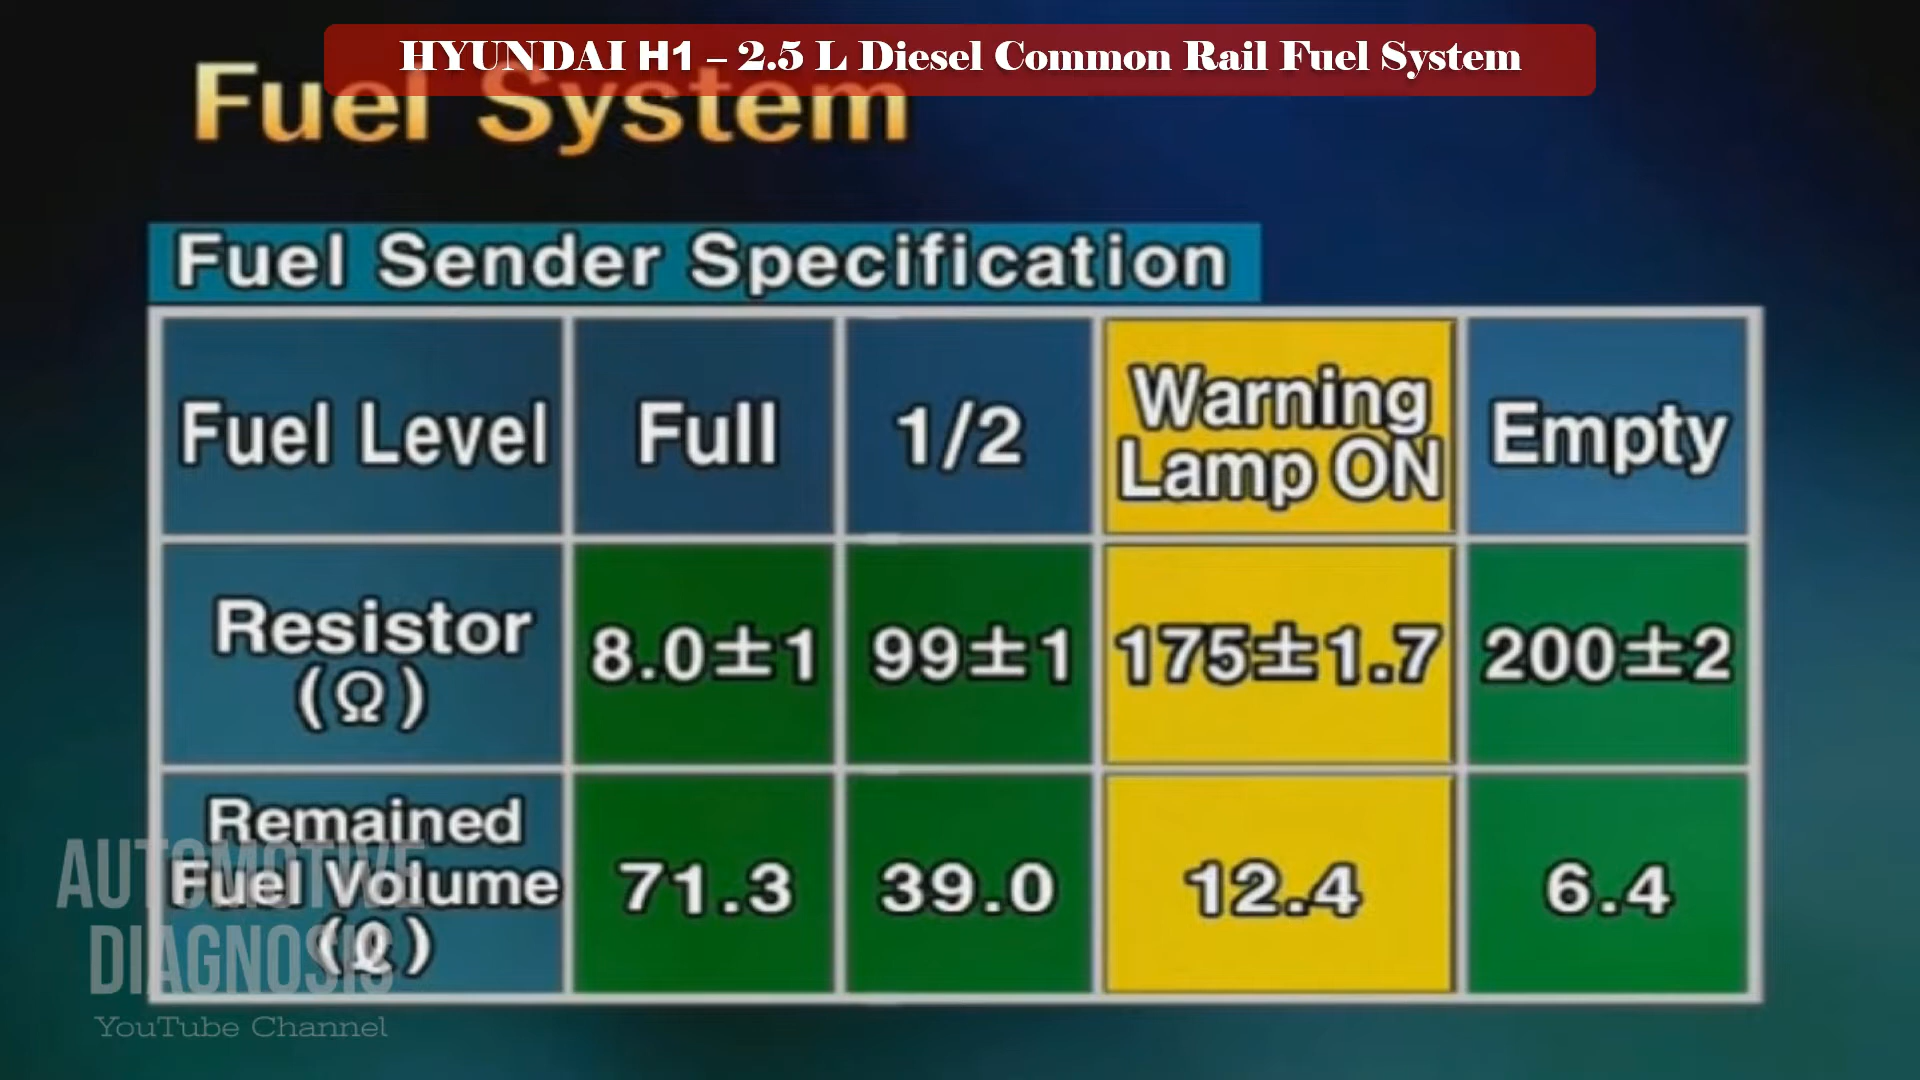 HYUNDAI H1 – 2.5 L Diesel Common Rail Fuel System
Fuel System
Fuel Sender Specification
Fuel Level Full 1/2 Warning Lamp ON Empty
Resistor (Ω) 8.0±1 99±1 175±1.7 200±2
Remained Fuel Volume (ℓ) 71.3 39.0 12.4 6.4
AUTOMOTIVE
DIAGNOSIS
YouTube Channel